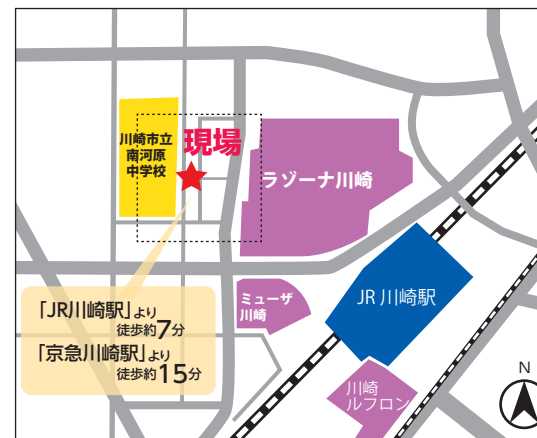 川崎市立
南河原
中学校
現場
ラゾーナ川崎
ミューザ
川崎
JR 川崎駅
川崎
ルフロン
「JR川崎駅」より
徒歩約7分
「京急川崎駅」より
徒歩約15分
N